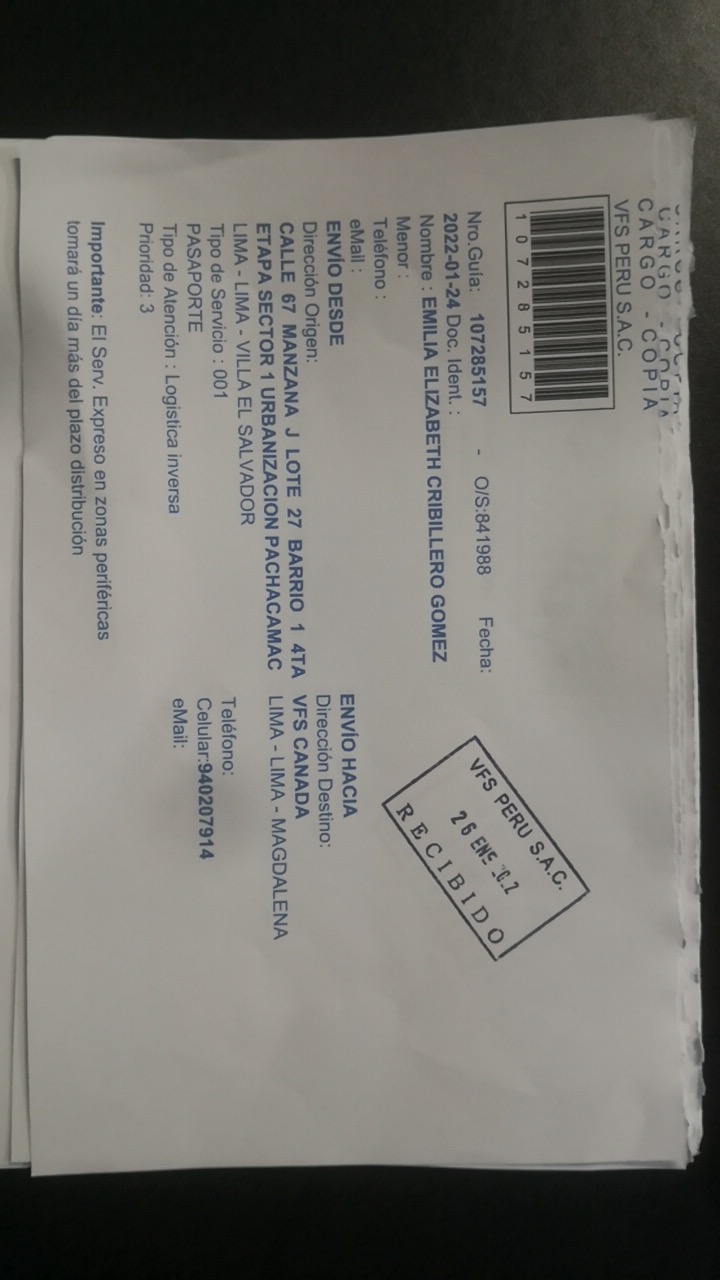 CARGO - COPIA
CARGO - COPIA
VFS PERU S.A.C.
107285157
Nro.Guía: 107285157 - O/S:841988 Fecha:
2022-01-24 Doc. Ident. :
Nombre : EMILIA ELIZABETH CRIBILLERO GOMEZ
Menor :
Teléfono :
eMail :
ENVÍO DESDE
Dirección Origen:
CALLE 67 MANZANA J LOTE 27 BARRIO 1 4TA
ETAPA SECTOR 1 URBANIZACION PACHACAMAC
LIMA - LIMA - VILLA EL SALVADOR
Tipo de Servicio : 001
PASAPORTE
Tipo de Atención : Logistica inversa
Prioridad: 3
ENVÍO HACIA
Dirección Destino:
VFS CANADA
LIMA - LIMA - MAGDALENA
Teléfono:
Celular:940207914
eMail:
Importante: El Serv. Expreso en zonas periféricas
tomará un día más del plazo distribución
VFS PERU S.A.C.
26 ENE
RECIBIDO